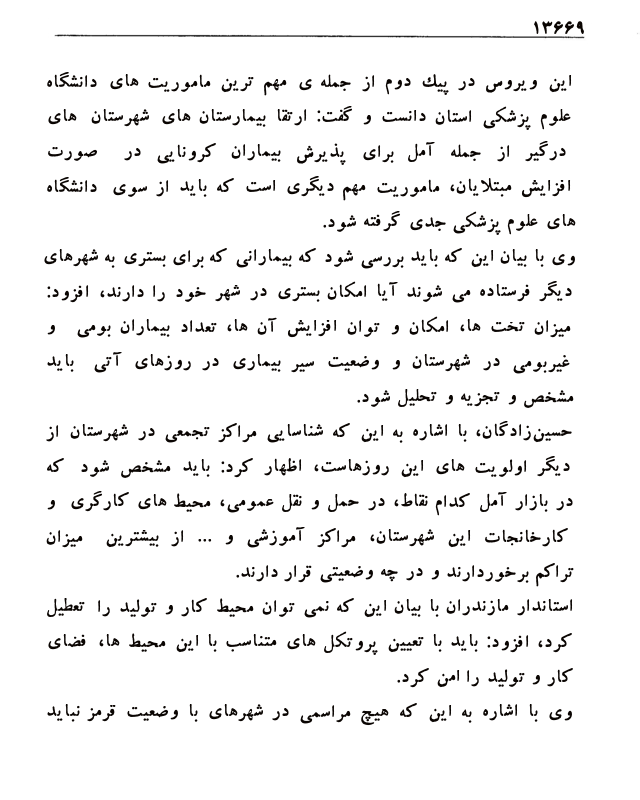 ۱۳۶۶۹
این ویروس در پیک دوم از جمله ی مهم ترین ماموریت های دانشگاه
علوم پزشکی استان دانست و گفت: ارتقا بیمارستان های شهرستان های
درگیر از جمله آمل برای پذیرش بیماران کرونایی در صورت
افزایش مبتلایان، ماموریت مهم دیگری است که باید از سوی دانشگاه
های علوم پزشکی جدی گرفته شود.
وی با بیان این که باید بررسی شود که بیمارانی که برای بستری به شهرهای
دیگر فرستاده می شوند آیا امکان بستری در شهر خود را دارند، افزود:
میزان تخت ها، امکان و توان افزایش آن ها، تعداد بیماران بومی و
غیربومی در شهرستان و وضعیت سیر بیماری در روزهای آتی باید
مشخص و تجزیه و تحلیل شود.
حسین‌زادگان، با اشاره به این که شناسایی مراکز تجمعی در شهرستان از
دیگر اولویت های این روزهاست، اظهار کرد: باید مشخص شود که
در بازار آمل کدام نقاط، در حمل و نقل عمومی، محیط های کارگری و
کارخانجات این شهرستان، مراکز آموزشی و ... از بیشترین میزان
تراکم برخوردارند و در چه وضعیتی قرار دارند.
استاندار مازندران با بیان این که نمی توان محیط کار و تولید را تعطیل
کرد، افزود: باید با تعیین پروتکل های متناسب با این محیط ها، فضای
کار و تولید را امن کرد.
وی با اشاره به این که هیچ مراسمی در شهرهای با وضعیت قرمز نباید